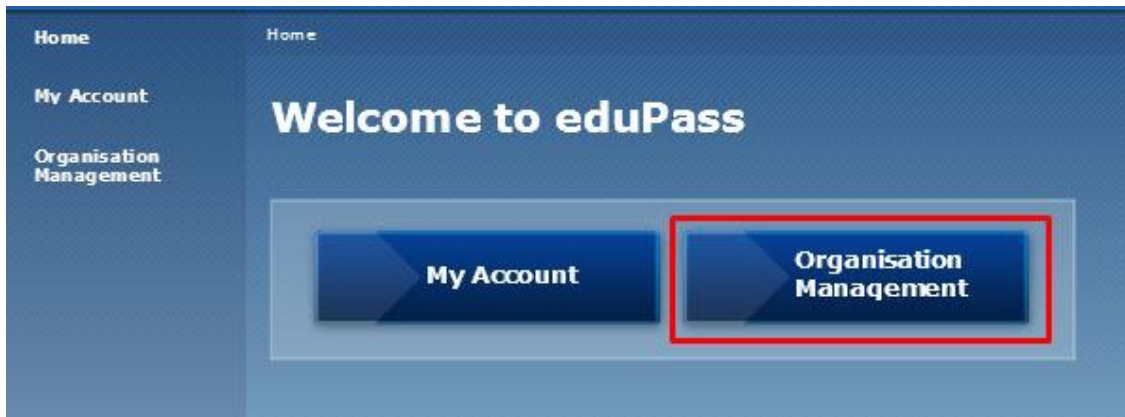 Home
My Account
Organisation
Management
Home
Welcome to eduPass
My Account
Organisation
Management